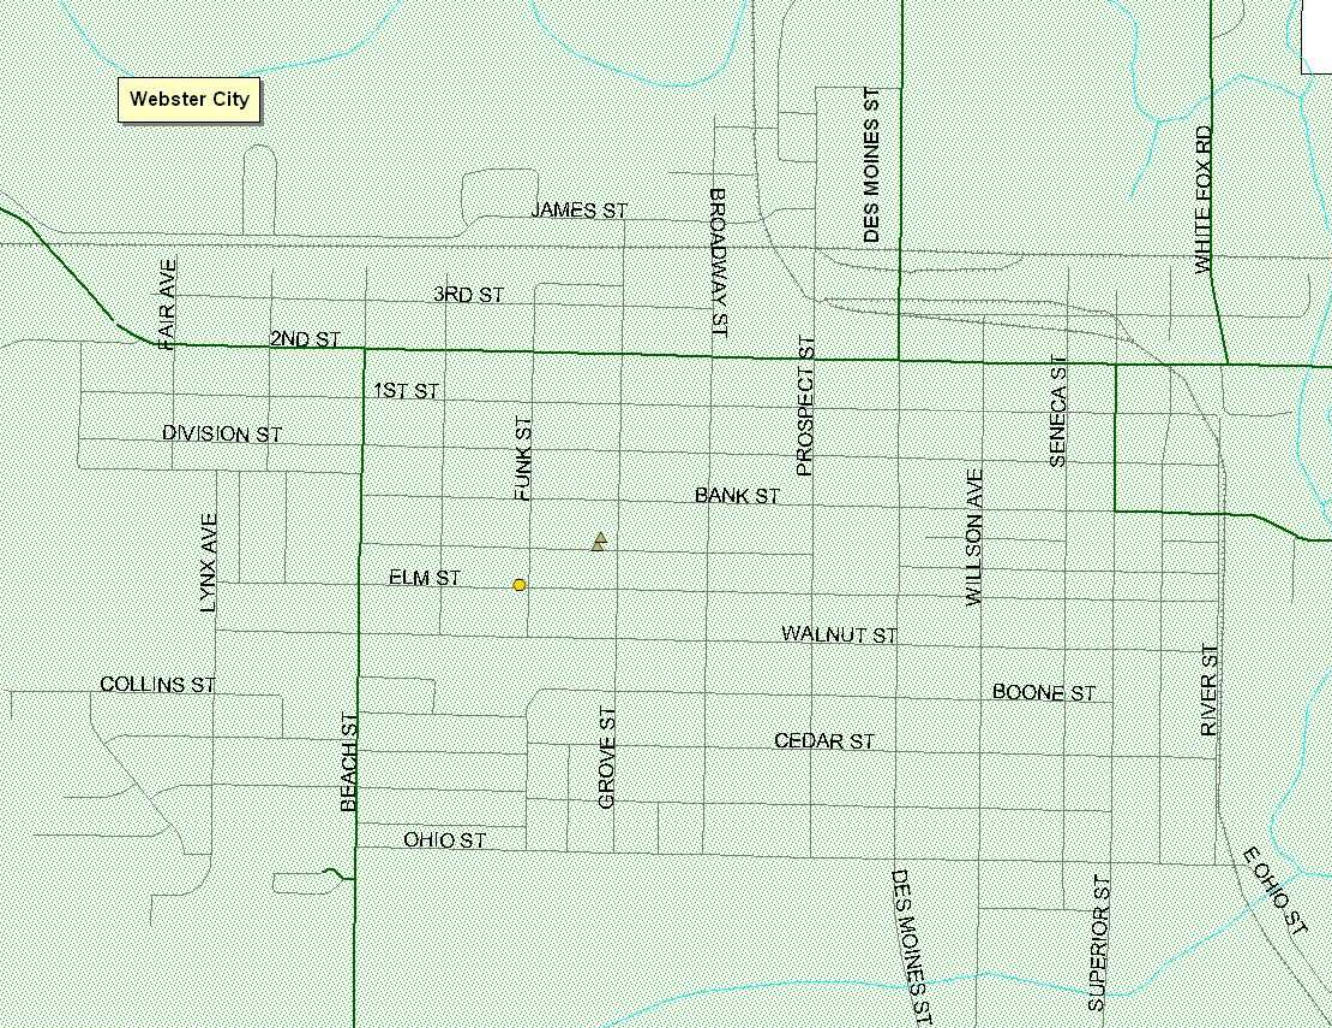 Webster City
DES MOINES ST
WHITE FOX RD
JAMES ST
BROADWAY ST
FAIR AVE
3RD ST
2ND ST
PROSPECT ST
SENECA ST
1ST ST
DIVISION ST
FUNK ST
BANK ST
WILLSON AVE
LYNX AVE
ELM ST
WALNUT ST
COLLINS ST
BOONE ST
RIVER ST
BEACH ST
GROVE ST
CEDAR ST
OHIO ST
E OHIO ST
DES MOINES ST
SUPERIOR ST